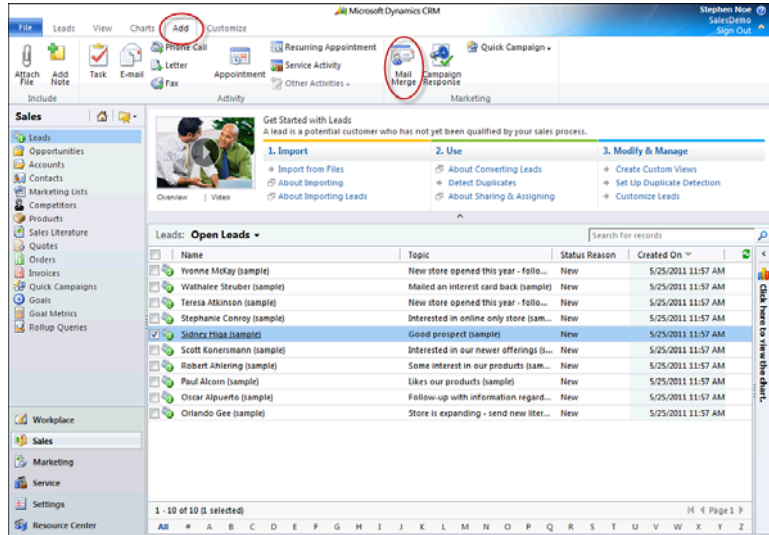 Microsoft Dynamics CRM
Stephen Noe
SalesDemo
Sign Out
File Leads View Charts Add Customize
Attach File
Add Note
Task
E-mail
Phone Call
Letter
Fax
Appointment
Recurring Appointment
Service Activity
Other Activities
Mail Merge
Campaign Response
Quick Campaign
Include Activity Marketing
Sales
Leads
Opportunities
Accounts
Contacts
Marketing Lists
Competitors
Products
Sales Literature
Quotes
Orders
Invoices
Quick Campaigns
Goals
Goal Metrics
Rollup Queries
Workplace
Sales
Marketing
Service
Settings
Resource Center
Overview | Video
Get Started with Leads
A lead is a potential customer who has not yet been qualified by your sales process.
1. Import
Import from Files
About Importing
About Importing Leads
2. Use
About Converting Leads
Detect Duplicates
About Sharing & Assigning
3. Modify & Manage
Create Custom Views
Set Up Duplicate Detection
Customize Leads
Leads: Open Leads
Search for records
Name Topic Status Reason Created On
Yvonne McKay (sample) New store opened this year - follo... New 5/25/2011 11:57 AM
Wathalee Steuber (sample) Mailed an interest card back (sample) New 5/25/2011 11:57 AM
Teresa Atkinson (sample) New store opened this year - follo... New 5/25/2011 11:57 AM
Stephanie Conroy (sample) Interested in online only store (sam... New 5/25/2011 11:57 AM
Sidney Higa (sample) Good prospect (sample) New 5/25/2011 11:57 AM
Scott Konersmann (sample) Interested in our newer offerings (s... New 5/25/2011 11:57 AM
Robert Ahlering (sample) Some interest in our products (sam... New 5/25/2011 11:57 AM
Paul Alcorn (sample) Likes our products (sample) New 5/25/2011 11:57 AM
Oscar Alpuerto (sample) Follow-up with information regard... New 5/25/2011 11:57 AM
Orlando Gee (sample) Store is expanding - send new liter... New 5/25/2011 11:57 AM
Click here to view the chart.
1 - 10 of 10 (1 selected)
Page 1
All # A B C D E F G H I J K L M N O P Q R S T U V W X Y Z